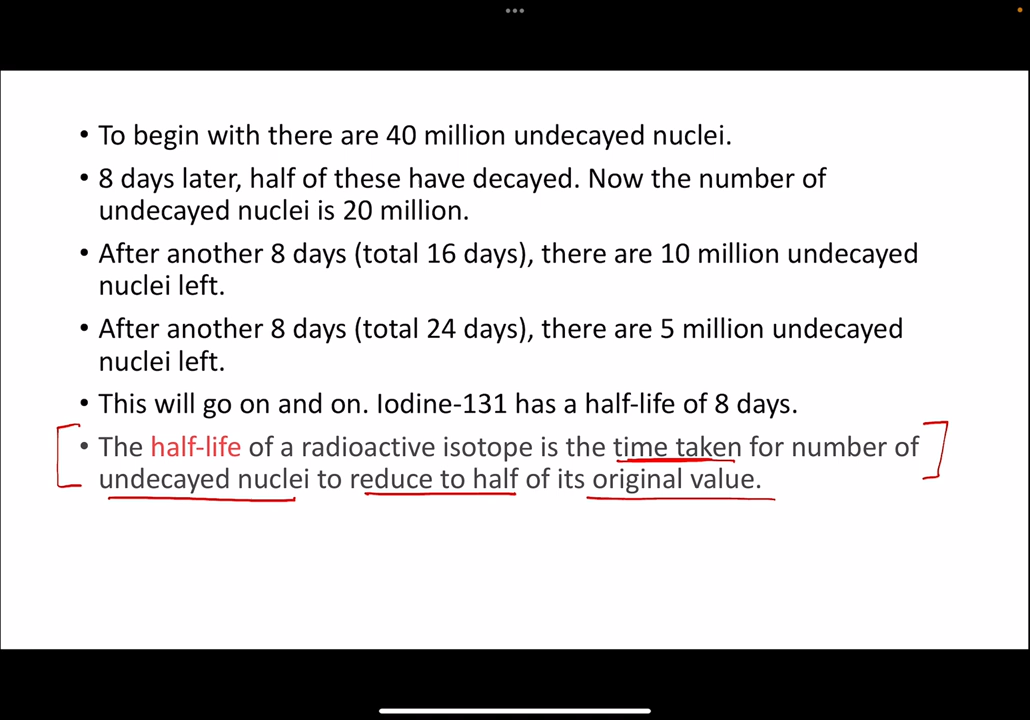 • To begin with there are 40 million undecayed nuclei.
• 8 days later, half of these have decayed. Now the number of
undecayed nuclei is 20 million.
• After another 8 days (total 16 days), there are 10 million undecayed
nuclei left.
• After another 8 days (total 24 days), there are 5 million undecayed
nuclei left.
• This will go on and on. Iodine-131 has a half-life of 8 days.
• The half-life of a radioactive isotope is the time taken for number of
undecayed nuclei to reduce to half of its original value.